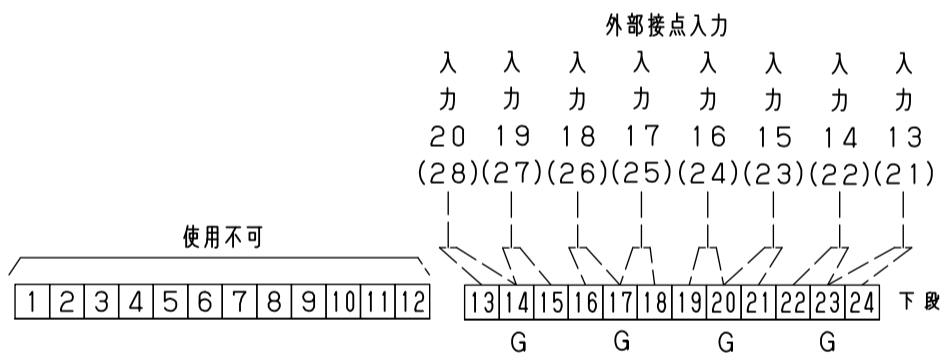 外部接点入力
入 入 入 入 入 入 入 入
力 力 力 力 力 力 力 力
20 19 18 17 16 15 14 13
(28)(27)(26)(25)(24)(23)(22)(21)
使用不可
1 2 3 4 5 6 7 8 9 10 11 12 13 14 15 16 17 18 19 20 21 22 23 24 下段
G G G G